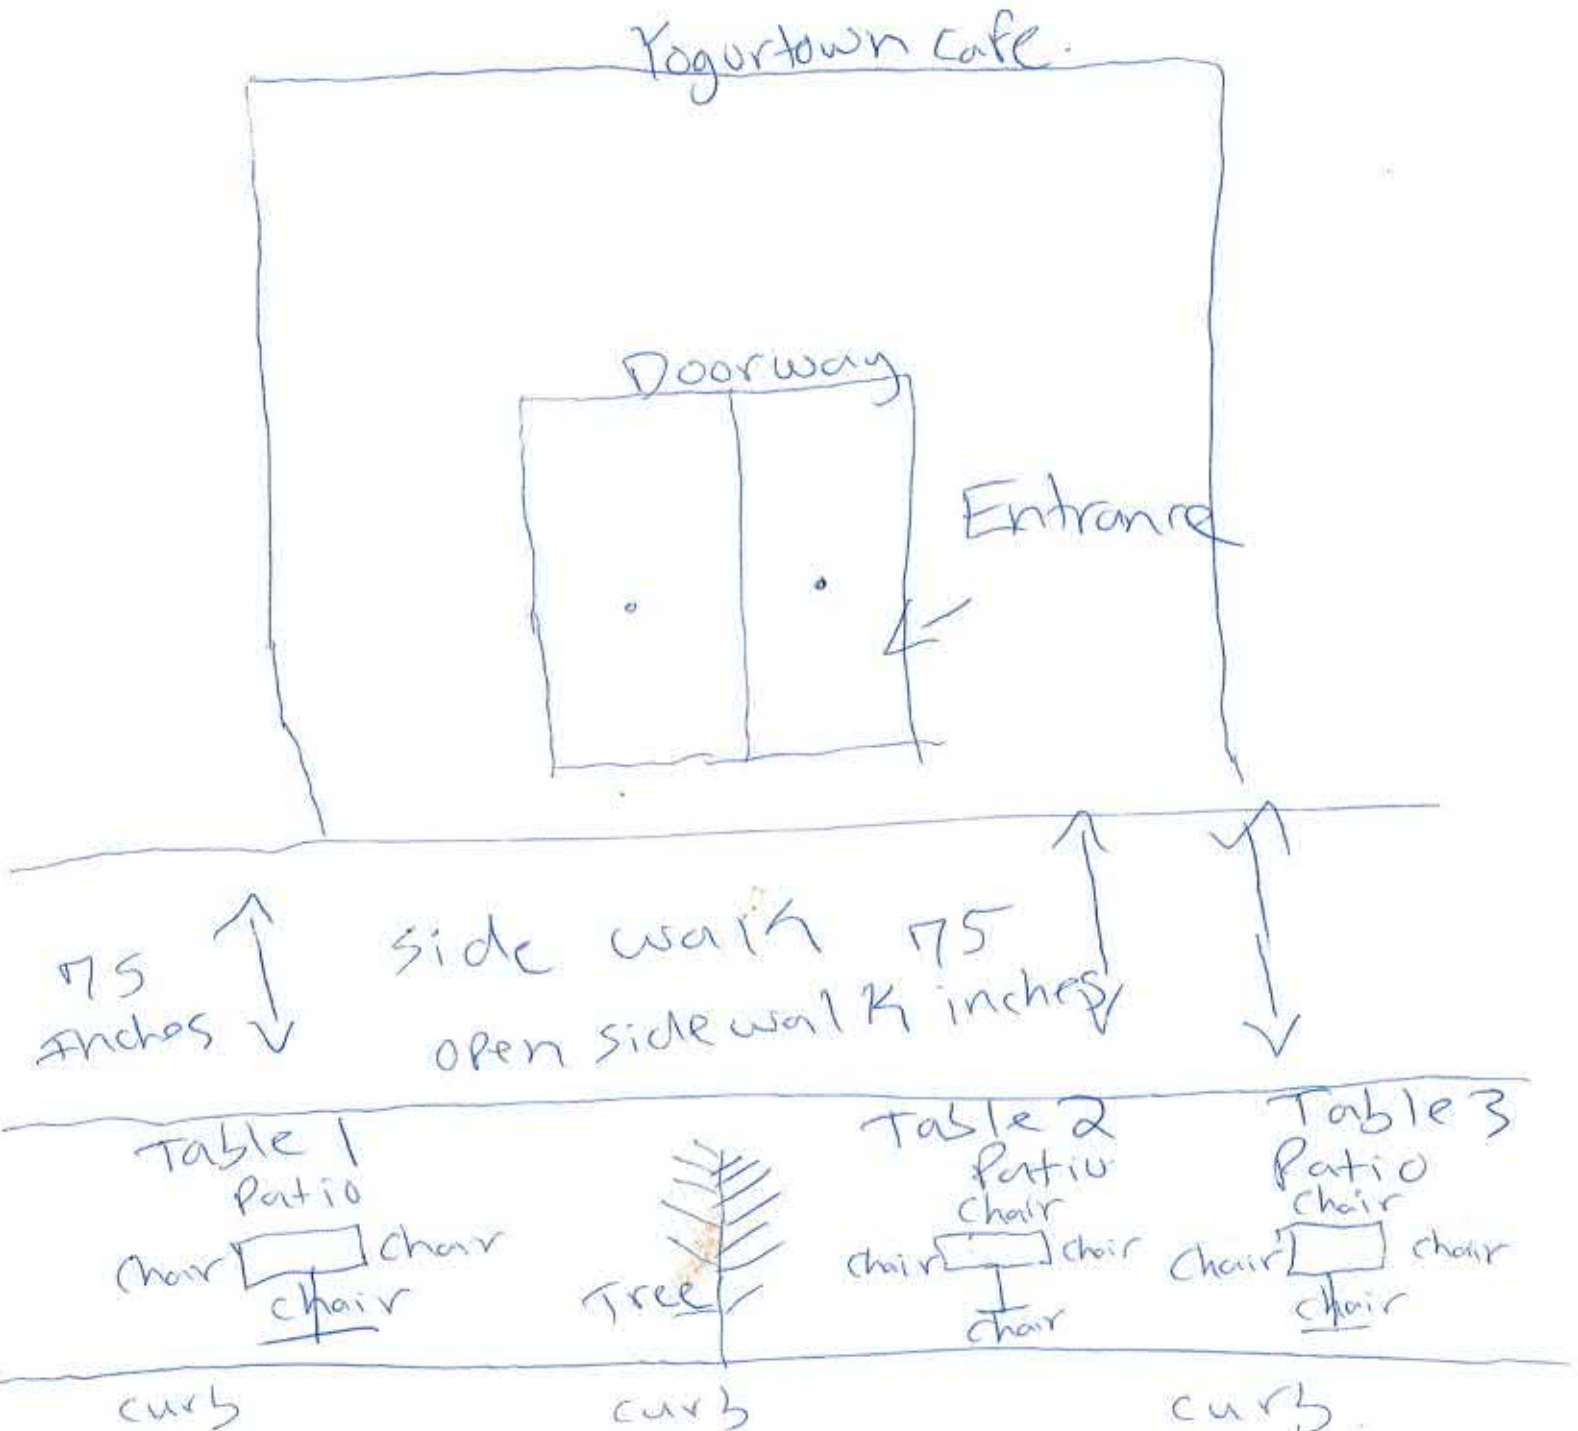 Yogurtown Cafe.
Doorway
Entrance
75
Inches
side walk 75
open sidewalk inches
Table 1
Patio
Chair Chair
Chair
Tree
Table 2
Patio
Chair
Chair Chair
Chair
Table 3
Patio
Chair
Chair Chair
Chair
curb curb curb